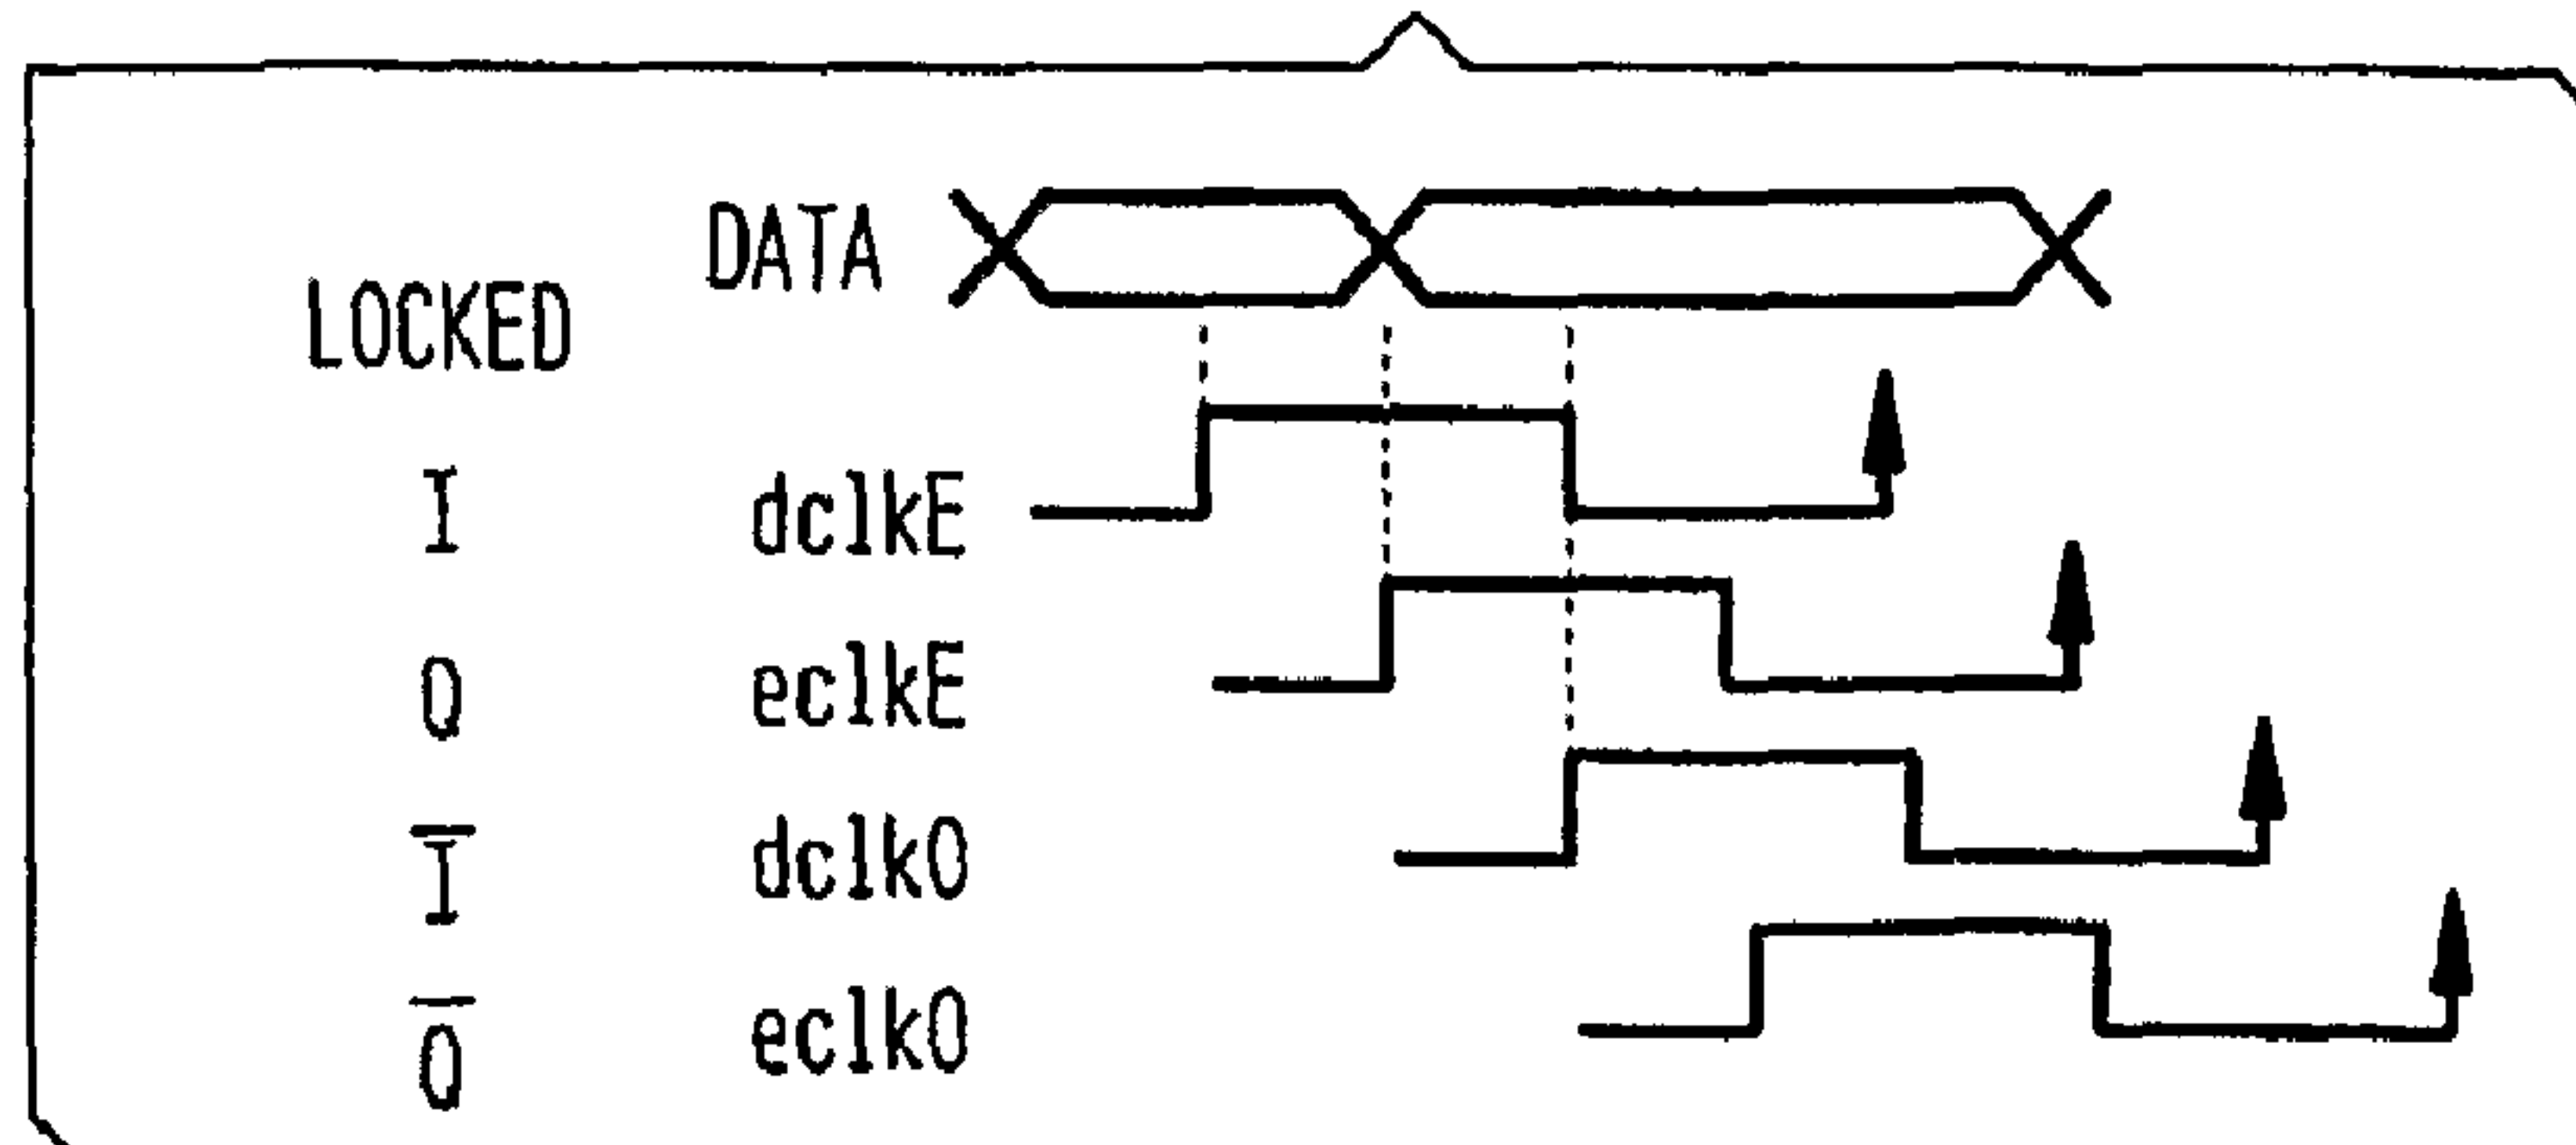 DATA
LOCKED
I dclkE
Q eclkE
I̅ dclkO
Q̅ eclkO